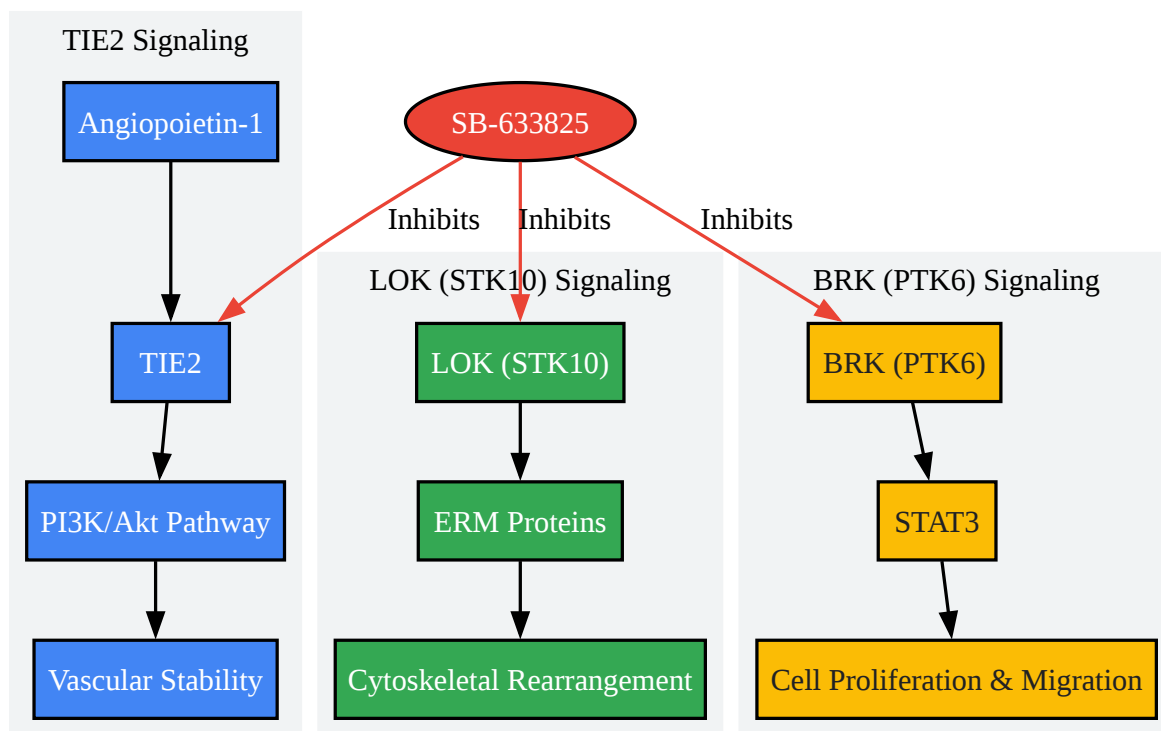 TIE2 Signaling
Angiopoietin-1
SB-633825
Inhibits
Inhibits
Inhibits
LOK (STK10) Signaling
BRK (PTK6) Signaling
TIE2
LOK (STK10)
BRK (PTK6)
PI3K/Akt Pathway
ERM Proteins
STAT3
Vascular Stability
Cytoskeletal Rearrangement
Cell Proliferation & Migration